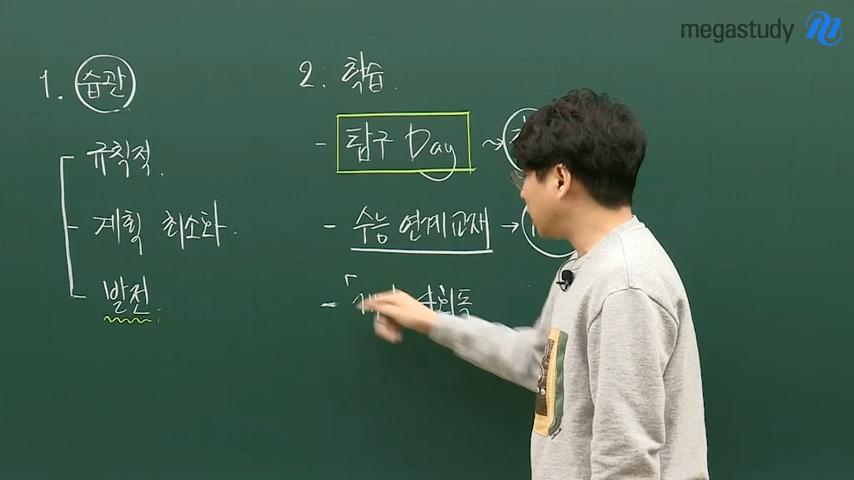 megastudy
1. 습관
규칙적.
- 계획 최소화.
발전
2. 학습.
- 탐구 Day →
- 수능 연계교재 →
- 「